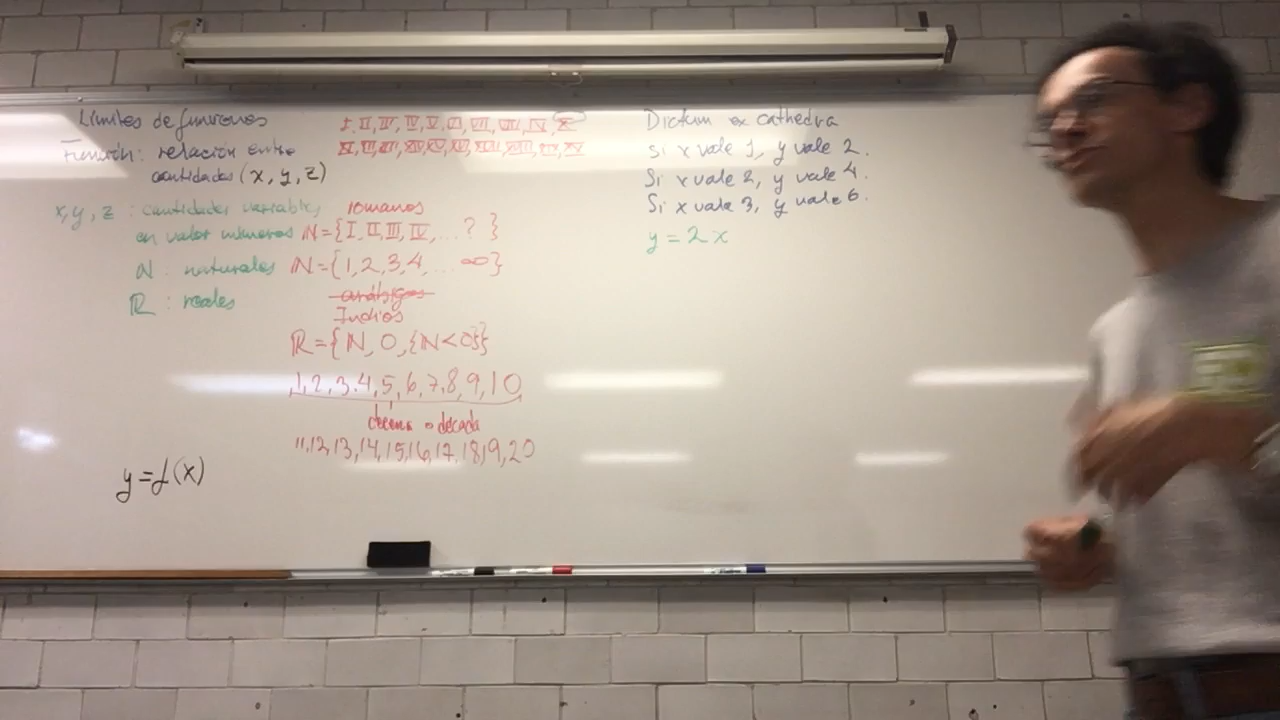 Límites de funciones
Función: relación entre
cantidades (x, y, z)
x, y, z : cantidades variables
en valor números
N : naturales
R : reales
y = f(x)
I, II, III, IV, V, VI, VII, VIII, IX, X
XI, XII, XIII, XIV, XV, XVI, XVII, XVIII, XIX, XX
romanos
N={I, II, III, IV, ...? }
N={1, 2, 3, 4, ... ∞}
arábigos
Indios
R={N, 0, {N<0}}
1, 2, 3, 4, 5, 6, 7, 8, 9, 10
decena o década
11, 12, 13, 14, 15, 16, 17, 18, 19, 20
Dictum ex cathedra
Si x vale 1, y vale 2.
Si x vale 2, y vale 4.
Si x vale 3, y vale 6.
y = 2x